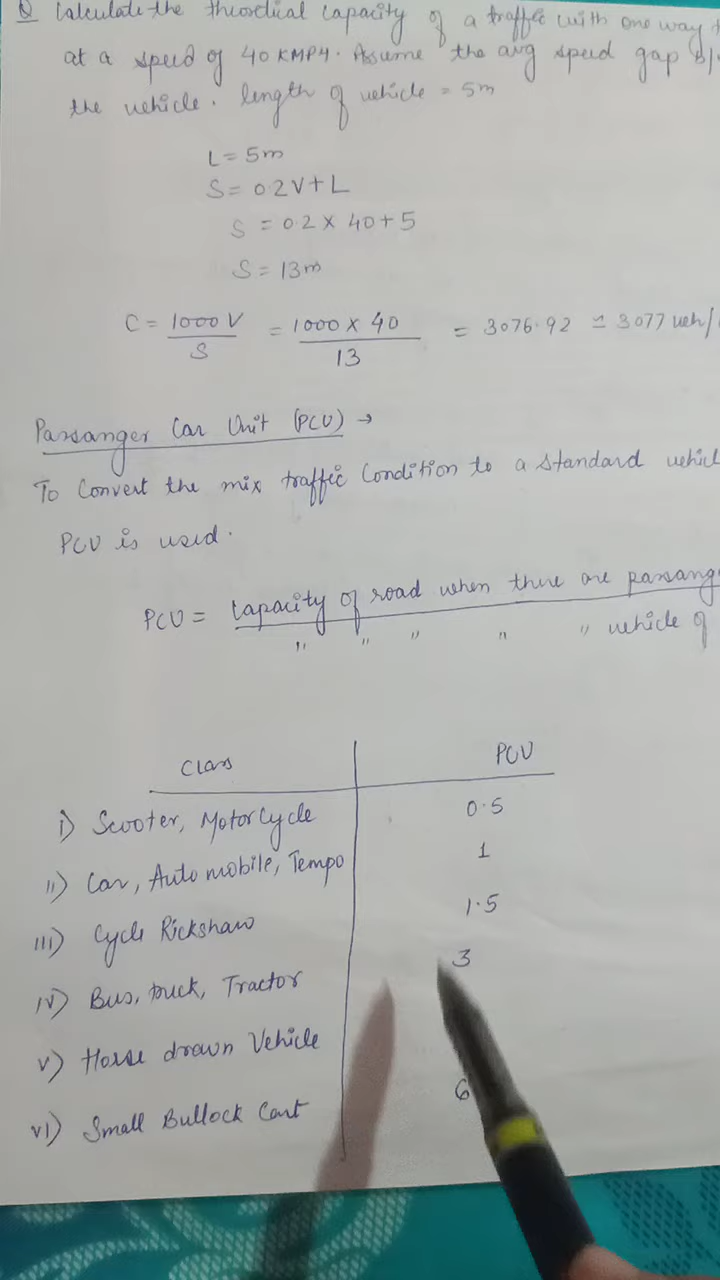 Q Calculate the theoretical capacity of a traffic with one way
at a speed of 40 KMPH. Assume the avg speed gap b/
the vehicle. length of vehicle = 5m
L = 5m
S = 0.2V + L
S = 0.2 × 40 + 5
S = 13m
C = 1000 V / S = 1000 × 40 / 13 = 3076.92 ≃ 3077 veh/
Passanger Car Unit (PCU) →
To Convert the mix traffic Condition to a standard vehicl
PCU is used.
PCU = Capacity of road when there are passang
" " " " " vehicle of
Class PCU
i) Scooter, Motorcycle 0.5
ii) Car, Automobile, Tempo 1
iii) Cycle Rickshaw 1.5
iv) Bus, truck, Tractor 3
v) Horse drawn Vehicle
vi) Small Bullock Cart 6